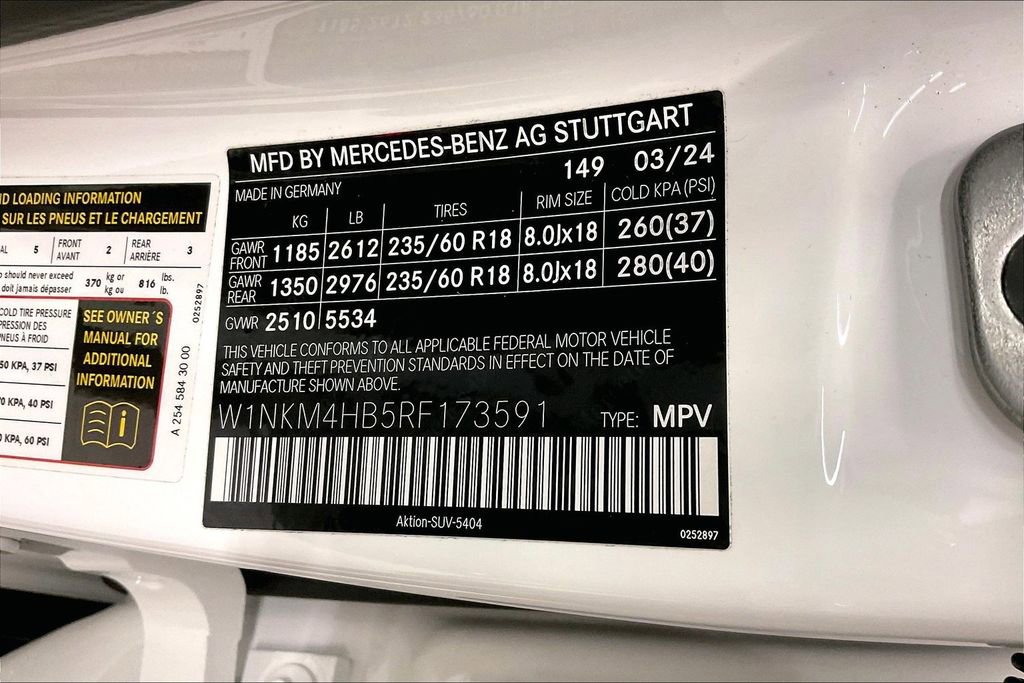 MFD BY MERCEDES-BENZ AG STUTTGART
149 03/24
MADE IN GERMANY
KG LB TIRES RIM SIZE COLD KPA (PSI)
GAWR FRONT 1185 2612 235/60 R18 8.0Jx18 260(37)
GAWR REAR 1350 2976 235/60 R18 8.0Jx18 280(40)
GVWR 2510 5534
THIS VEHICLE CONFORMS TO ALL APPLICABLE FEDERAL MOTOR VEHICLE
SAFETY AND THEFT PREVENTION STANDARDS IN EFFECT ON THE DATE OF
MANUFACTURE SHOWN ABOVE.
W1NKM4HB5RF173591 TYPE: MPV
Aktion-SUV-5404
0252897
LOADING INFORMATION
SUR LES PNEUS ET LE CHARGEMENT
5 FRONT AVANT 2 REAR ARRIÈRE 3
should never exceed 370 kg or 816 lbs.
doit jamais dépasser kg ou lb.
COLD TIRE PRESSURE
DES
PNEUS À FROID
KPA, 37 PSI
KPA, 40 PSI
KPA, 60 PSI
SEE OWNER´S
MANUAL FOR
ADDITIONAL
INFORMATION
i
A 254 584 30 00
0252897